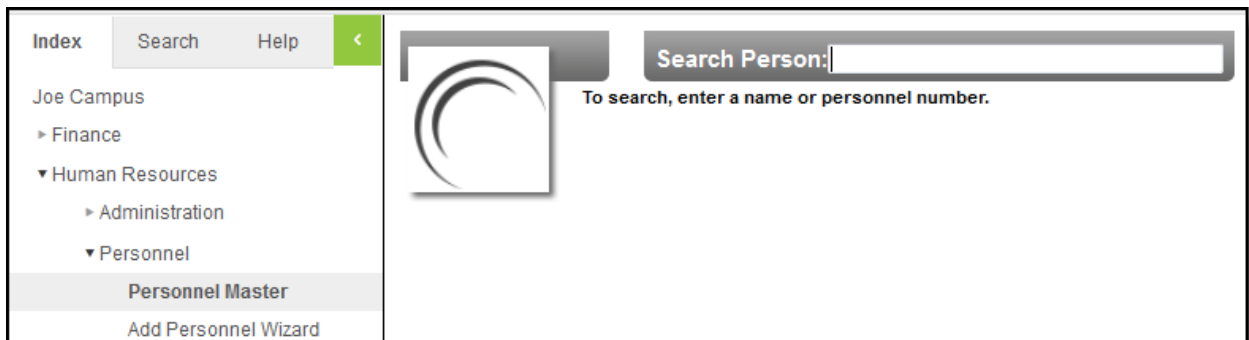 Index Search Help
Joe Campus
Finance
Human Resources
Administration
Personnel
Personnel Master
Add Personnel Wizard
Search Person:
To search, enter a name or personnel number.